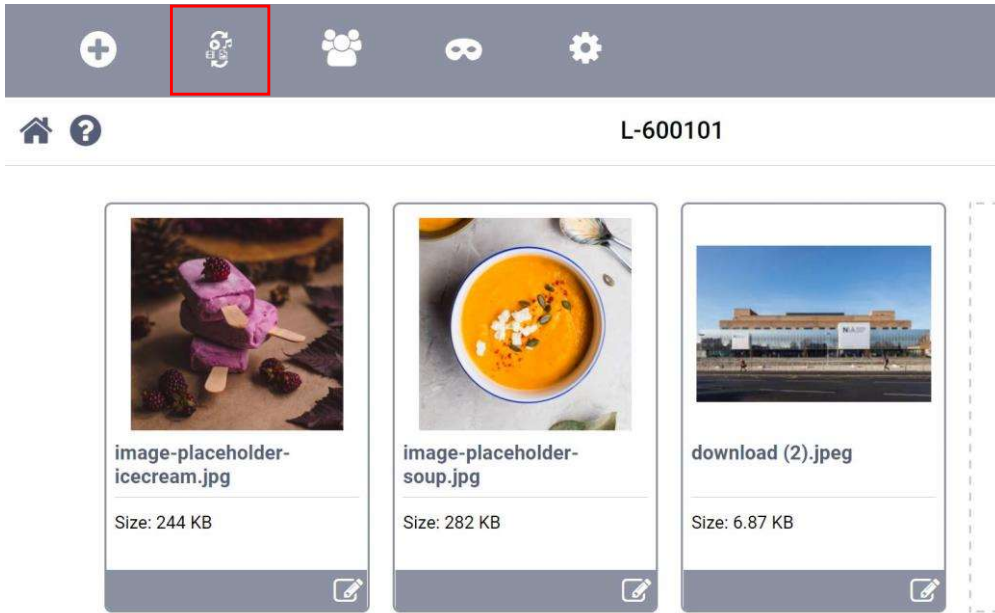 L-600101
image-placeholder-
icecream.jpg
image-placeholder-
soup.jpg
download (2).jpeg
Size: 244 KB
Size: 282 KB
Size: 6.87 KB